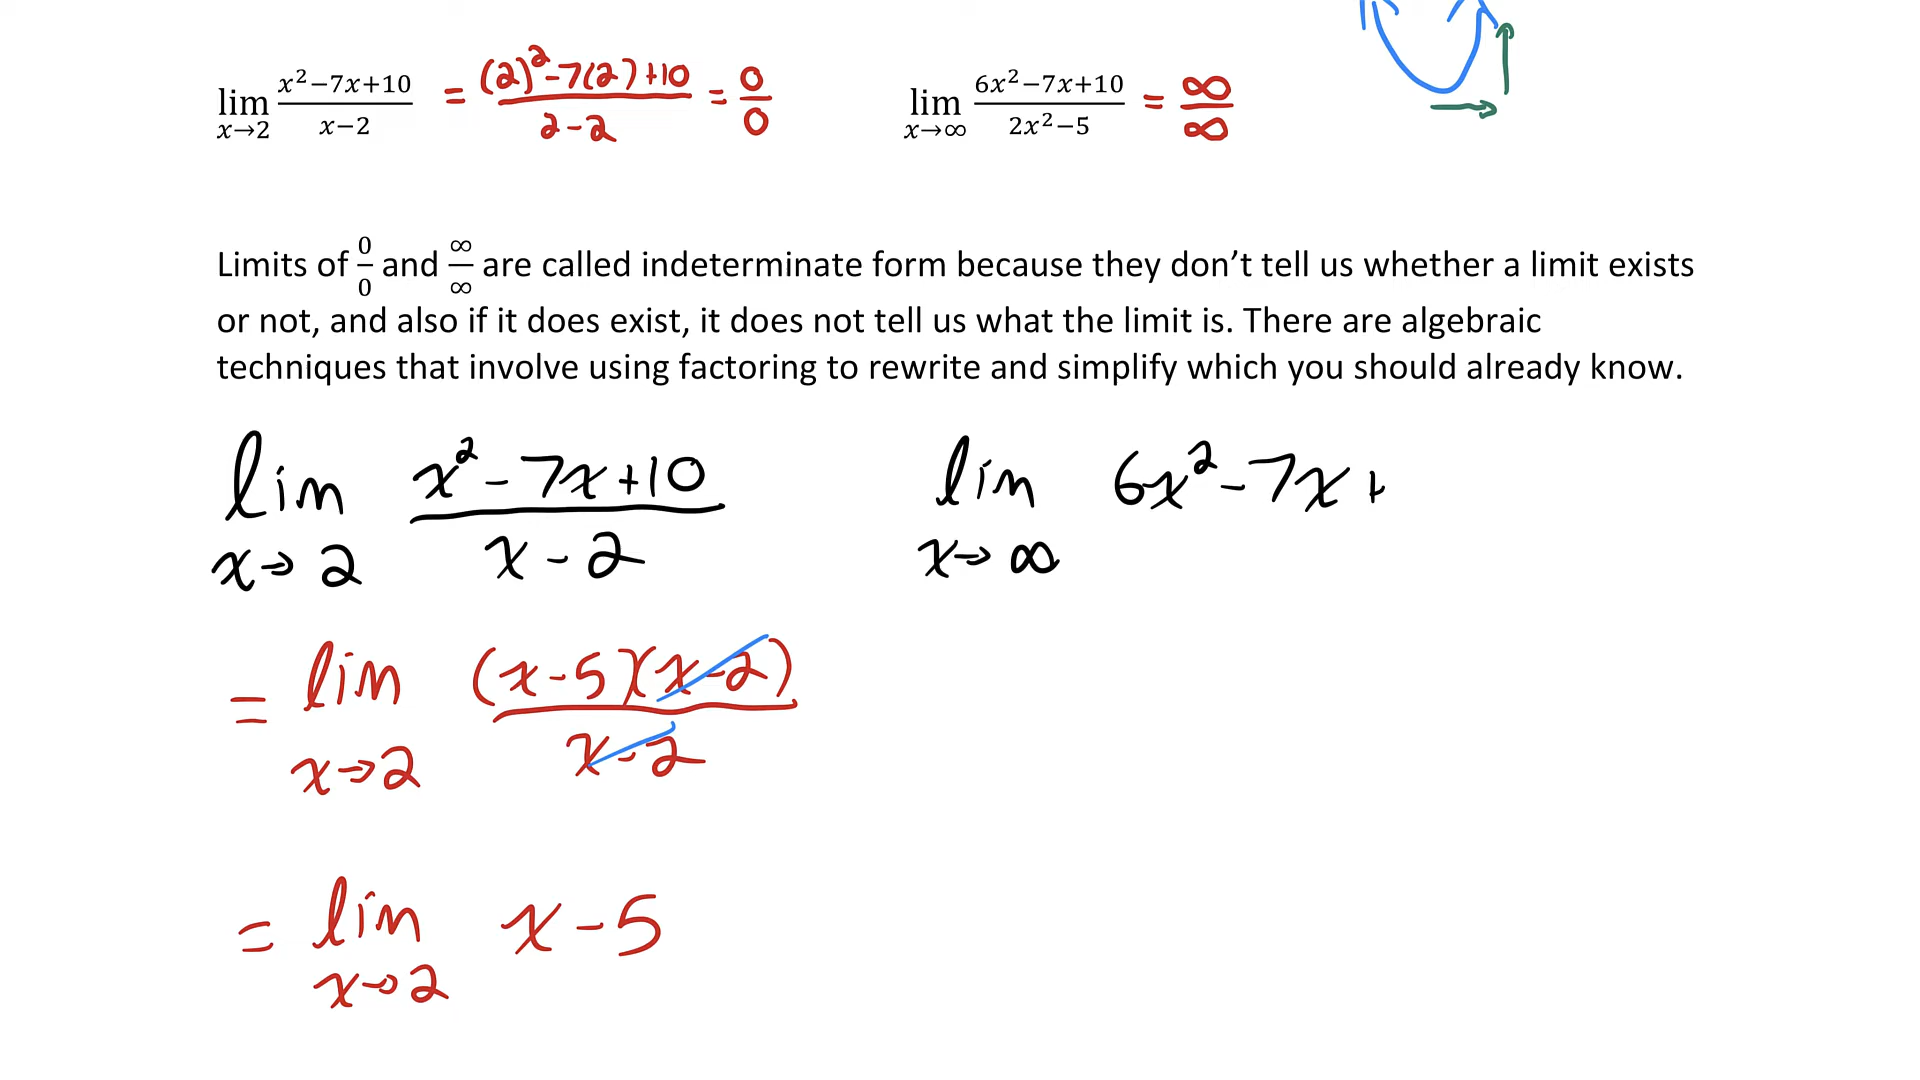 lim x→2 (x²−7x+10)/(x−2) = ((2)²-7(2)+10)/(2-2) = 0/0
lim x→∞ (6x²−7x+10)/(2x²−5) = ∞/∞
Limits of 0/0 and ∞/∞ are called indeterminate form because they don’t tell us whether a limit exists
or not, and also if it does exist, it does not tell us what the limit is. There are algebraic
techniques that involve using factoring to rewrite and simplify which you should already know.
lim x→2 (x²-7x+10)/(x-2)
= lim x→2 ((x-5)(x-2))/(x-2)
= lim x→2 x-5
lim x→∞ 6x²-7x+